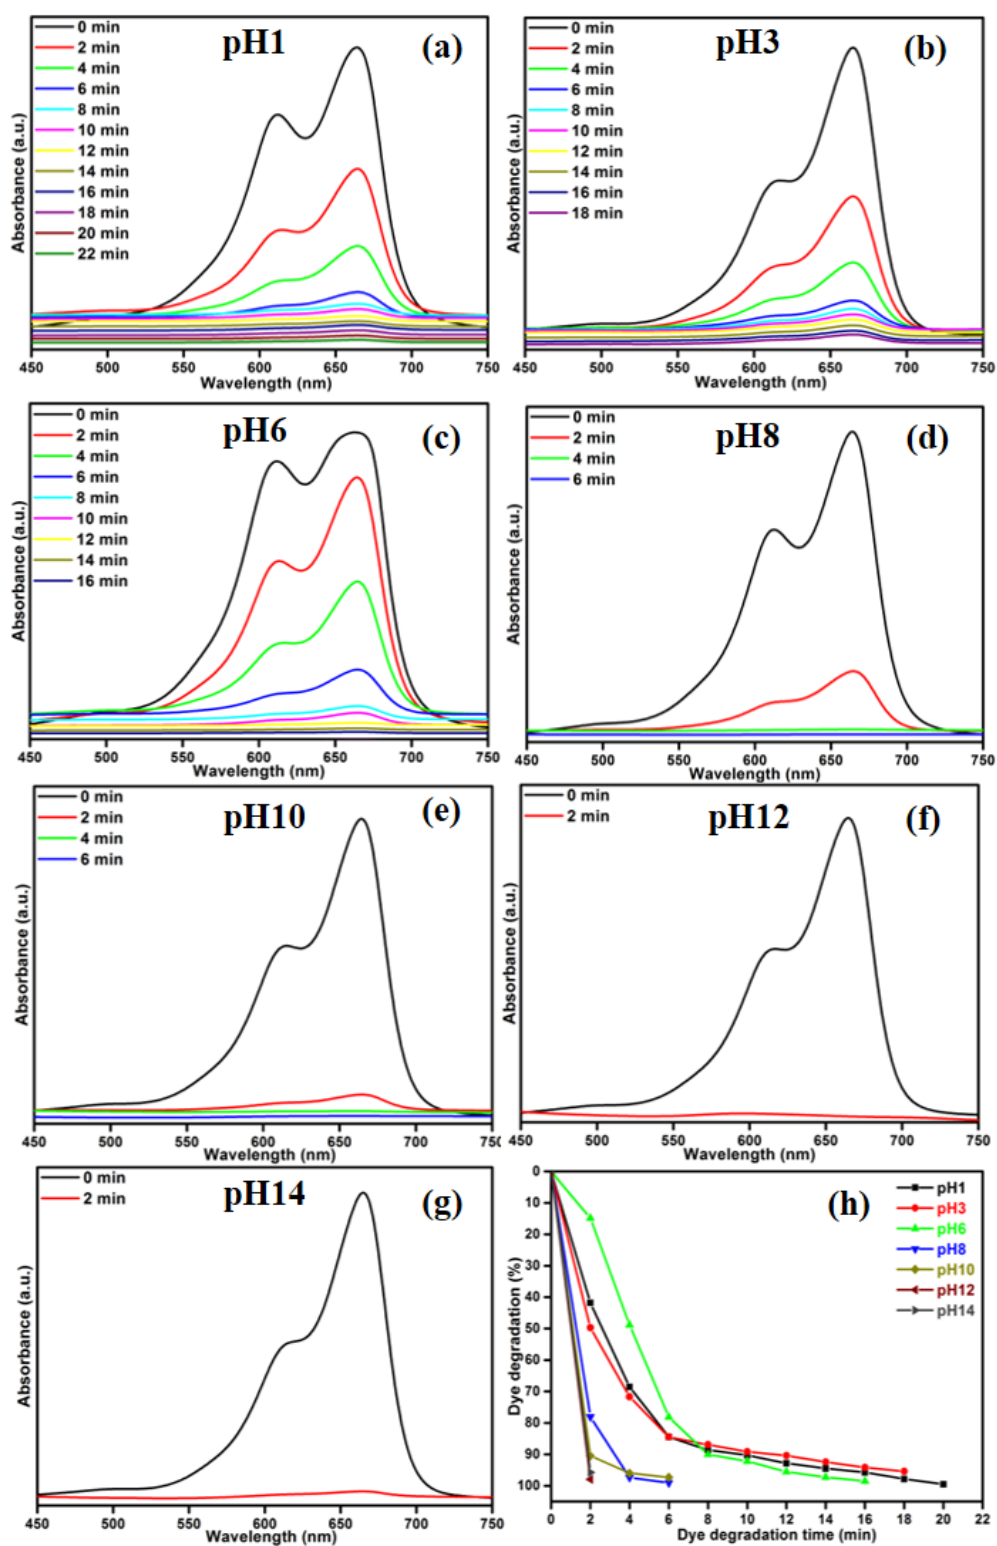 pH1
(a)
0 min
2 min
4 min
6 min
8 min
10 min
12 min
14 min
16 min
18 min
20 min
22 min
Absorbance (a.u.)
450 500 550 600 650 700 750
Wavelength (nm)
pH3
(b)
0 min
2 min
4 min
6 min
8 min
10 min
12 min
14 min
16 min
18 min
Absorbance (a.u.)
450 500 550 600 650 700 750
Wavelength (nm)
pH6
(c)
0 min
2 min
4 min
6 min
8 min
10 min
12 min
14 min
16 min
Absorbance (a.u.)
450 500 550 600 650 700 750
Wavelength (nm)
pH8
(d)
0 min
2 min
4 min
6 min
Absorbance (a.u.)
450 500 550 600 650 700 750
Wavelength (nm)
pH10
(e)
0 min
2 min
4 min
6 min
Absorbance (a.u.)
450 500 550 600 650 700 750
Wavelength (nm)
pH12
(f)
0 min
2 min
Absorbance (a.u.)
450 500 550 600 650 700 750
Wavelength (nm)
pH14
(g)
0 min
2 min
Absorbance (a.u.)
450 500 550 600 650 700 750
Wavelength (nm)
(h)
pH1
pH3
pH6
pH8
pH10
pH12
pH14
Dye degradation (%)
0
10
20
30
40
50
60
70
80
90
100
0 2 4 6 8 10 12 14 16 18 20 22
Dye degradation time (min)